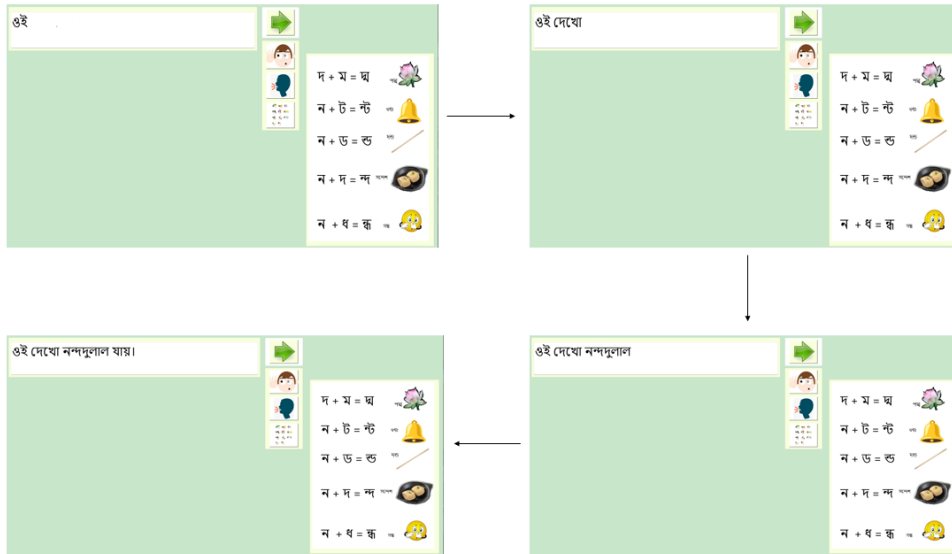 ওই
দ + ম = দ্ম
ন + ট = ন্ট
ন + ড = ন্ড
ন + দ = ন্দ
ন + ধ = ন্ধ
ওই দেখো
দ + ম = দ্ম
ন + ট = ন্ট
ন + ড = ন্ড
ন + দ = ন্দ
ন + ধ = ন্ধ
ওই দেখো নন্দদুলাল
দ + ম = দ্ম
ন + ট = ন্ট
ন + ড = ন্ড
ন + দ = ন্দ
ন + ধ = ন্ধ
ওই দেখো নন্দদুলাল যায়।
দ + ম = দ্ম
ন + ট = ন্ট
ন + ড = ন্ড
ন + দ = ন্দ
ন + ধ = ন্ধ